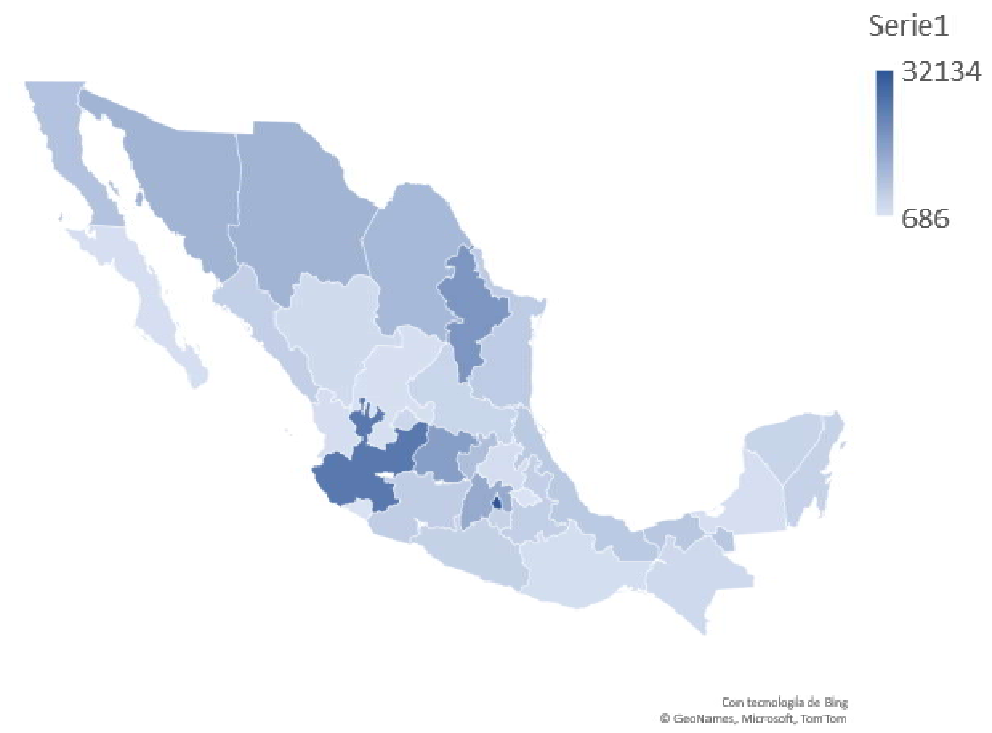 Serie1
32134
686
Con tecnología de Bing
© GeoNames, Microsoft, TomTom